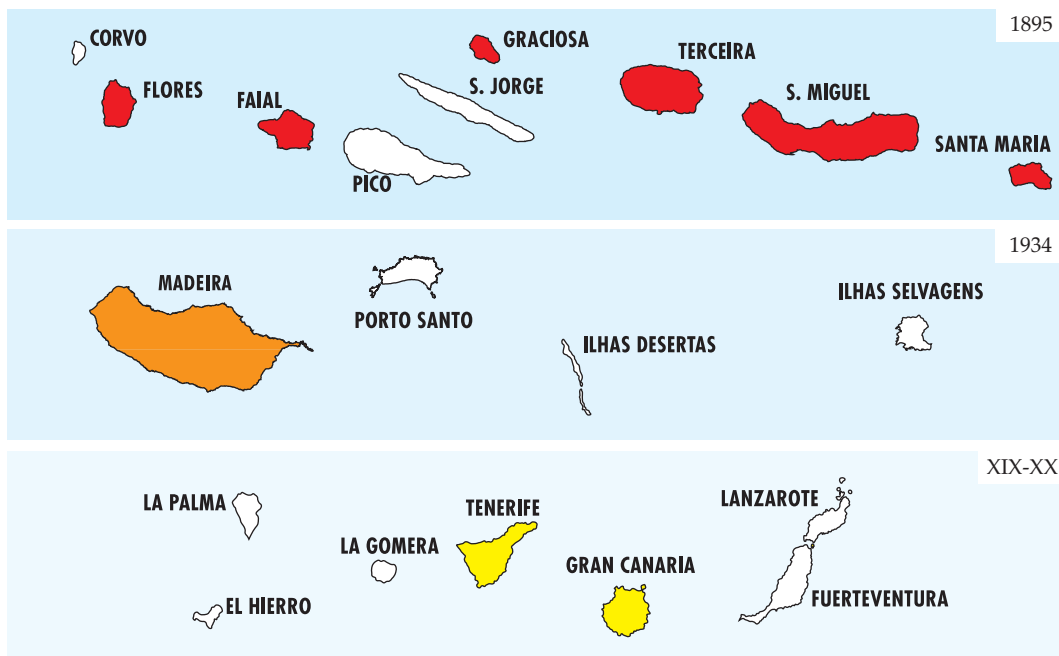 1895
CORVO
FLORES
FAIAL
PICO
GRACIOSA
S. JORGE
TERCEIRA
S. MIGUEL
SANTA MARIA
1934
MADEIRA
PORTO SANTO
ILHAS DESERTAS
ILHAS SELVAGENS
XIX-XX
LA PALMA
EL HIERRO
LA GOMERA
TENERIFE
GRAN CANARIA
LANZAROTE
FUERTEVENTURA